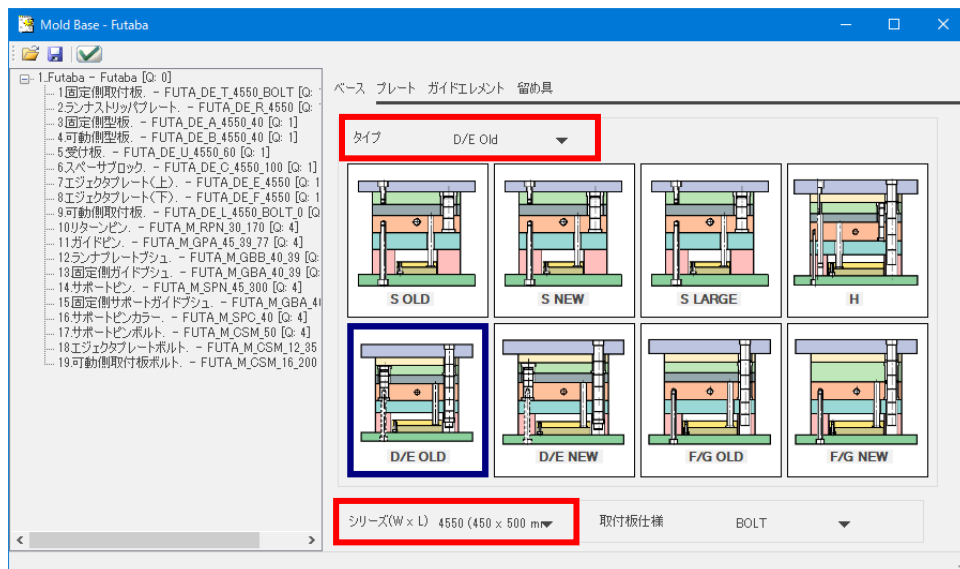 Mold Base - Futaba
1.Futaba - Futaba [Q: 0]
1固定側取付板. - FUTA_DE_T_4550_BOLT [Q: 1
2ランナストリッパプレート. - FUTA_DE_R_4550 [Q:
3固定側型板. - FUTA_DE_A_4550_40 [Q: 1]
4.可動側型板. - FUTA_DE_B_4550_40 [Q: 1]
5.受け板. - FUTA_DE_U_4550_60 [Q: 1]
6.スペーサブロック. - FUTA_DE_C_4550_100 [Q: 1]
7エジェクタプレート(上). - FUTA_DE_E_4550 [Q: 1
8エジェクタプレート(下). - FUTA_DE_F_4550 [Q: 1
9.可動側取付板. - FUTA_DE_L_4550_BOLT_0 [Q
10リターンピン. - FUTA_M_RPN_30_170 [Q: 4]
11ガイドピン. - FUTA_M_GPA_45_39_77 [Q: 4]
12ランナプレートブシュ. - FUTA_M_GBB_40_39 [Q:
13固定側ガイドブシュ. - FUTA_M_GBA_40_39 [Q:
14.サポートピン. - FUTA_M_SPN_45_300 [Q: 4]
15固定側サポートガイドブシュ. - FUTA_M_GBA_4
16.サポートピンカラー. - FUTA_M_SPC_40 [Q: 4]
17.サポートピンボルト. - FUTA_M_CSM_50 [Q: 4]
18エジェクタプレートボルト. - FUTA_M_CSM_12_35
19.可動側取付板ボルト. - FUTA_M_CSM_16_200
ベース プレート ガイドエレメント 留め具
タイプ D/E Old
S OLD S NEW S LARGE H
D/E OLD D/E NEW F/G OLD F/G NEW
シリーズ(W x L) 4550 (450 x 500 mm 取付板仕様 BOLT